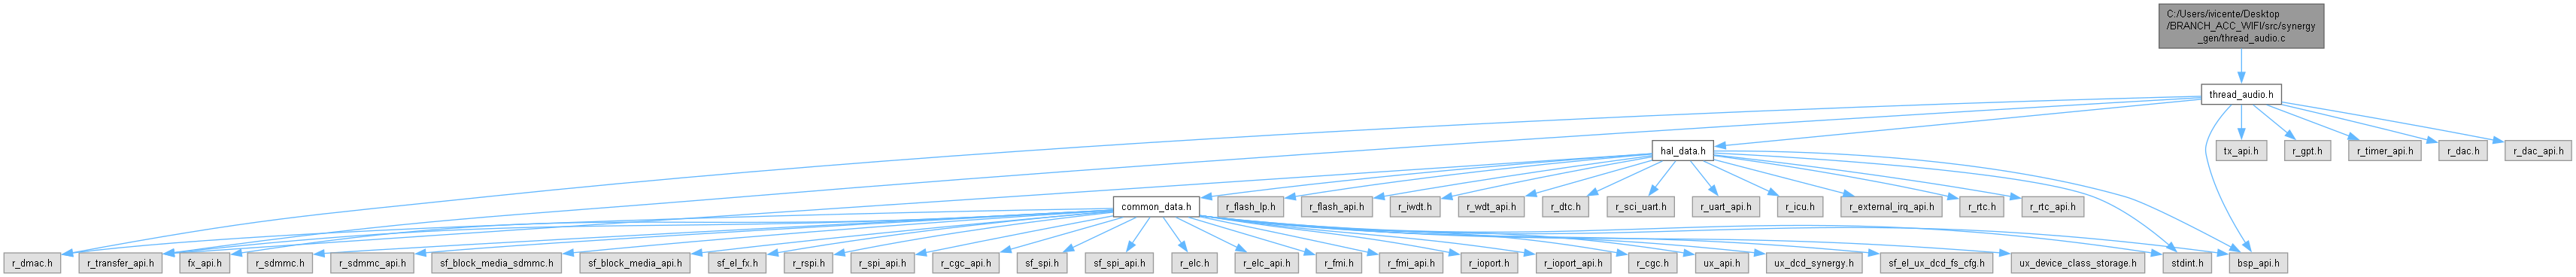 C:/Users/ivicente/Desktop
/BRANCH_ACC_WIFI/src/synergy
_gen/thread_audio.c
thread_audio.h
hal_data.h
tx_api.h
r_gpt.h
r_timer_api.h
r_dac.h
r_dac_api.h
common_data.h
r_flash_lp.h
r_flash_api.h
r_iwdt.h
r_wdt_api.h
r_dtc.h
r_sci_uart.h
r_uart_api.h
r_icu.h
r_external_irq_api.h
r_rtc.h
r_rtc_api.h
r_dmac.h
r_transfer_api.h
fx_api.h
r_sdmmc.h
r_sdmmc_api.h
sf_block_media_sdmmc.h
sf_block_media_api.h
sf_el_fx.h
r_rspi.h
r_spi_api.h
r_cgc_api.h
sf_spi.h
sf_spi_api.h
r_elc.h
r_elc_api.h
r_fmi.h
r_fmi_api.h
r_ioport.h
r_ioport_api.h
r_cgc.h
ux_api.h
ux_dcd_synergy.h
sf_el_ux_dcd_fs_cfg.h
ux_device_class_storage.h
stdint.h
bsp_api.h